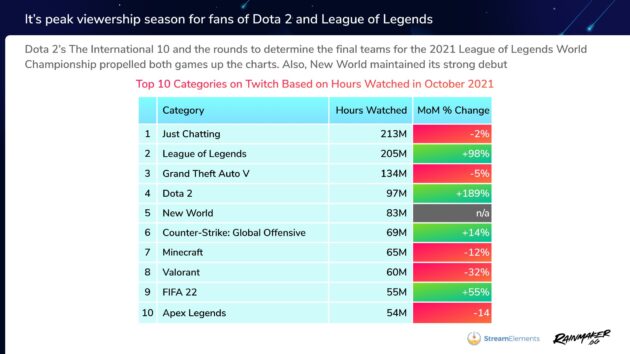 It's peak viewership season for fans of Dota 2 and League of Legends
Dota 2's The International 10 and the rounds to determine the final teams for the 2021 League of Legends World
Championship propelled both games up the charts. Also, New World maintained its strong debut
Top 10 Categories on Twitch Based on Hours Watched in October 2021
Category Hours Watched MoM % Change
1 Just Chatting 213M -2%
2 League of Legends 205M +98%
3 Grand Theft Auto V 134M -5%
4 Dota 2 97M +189%
5 New World 83M n/a
6 Counter-Strike: Global Offensive 69M +14%
7 Minecraft 65M -12%
8 Valorant 60M -32%
9 FIFA 22 55M +55%
10 Apex Legends 54M -14
StreamElements RAINMAKER.GG